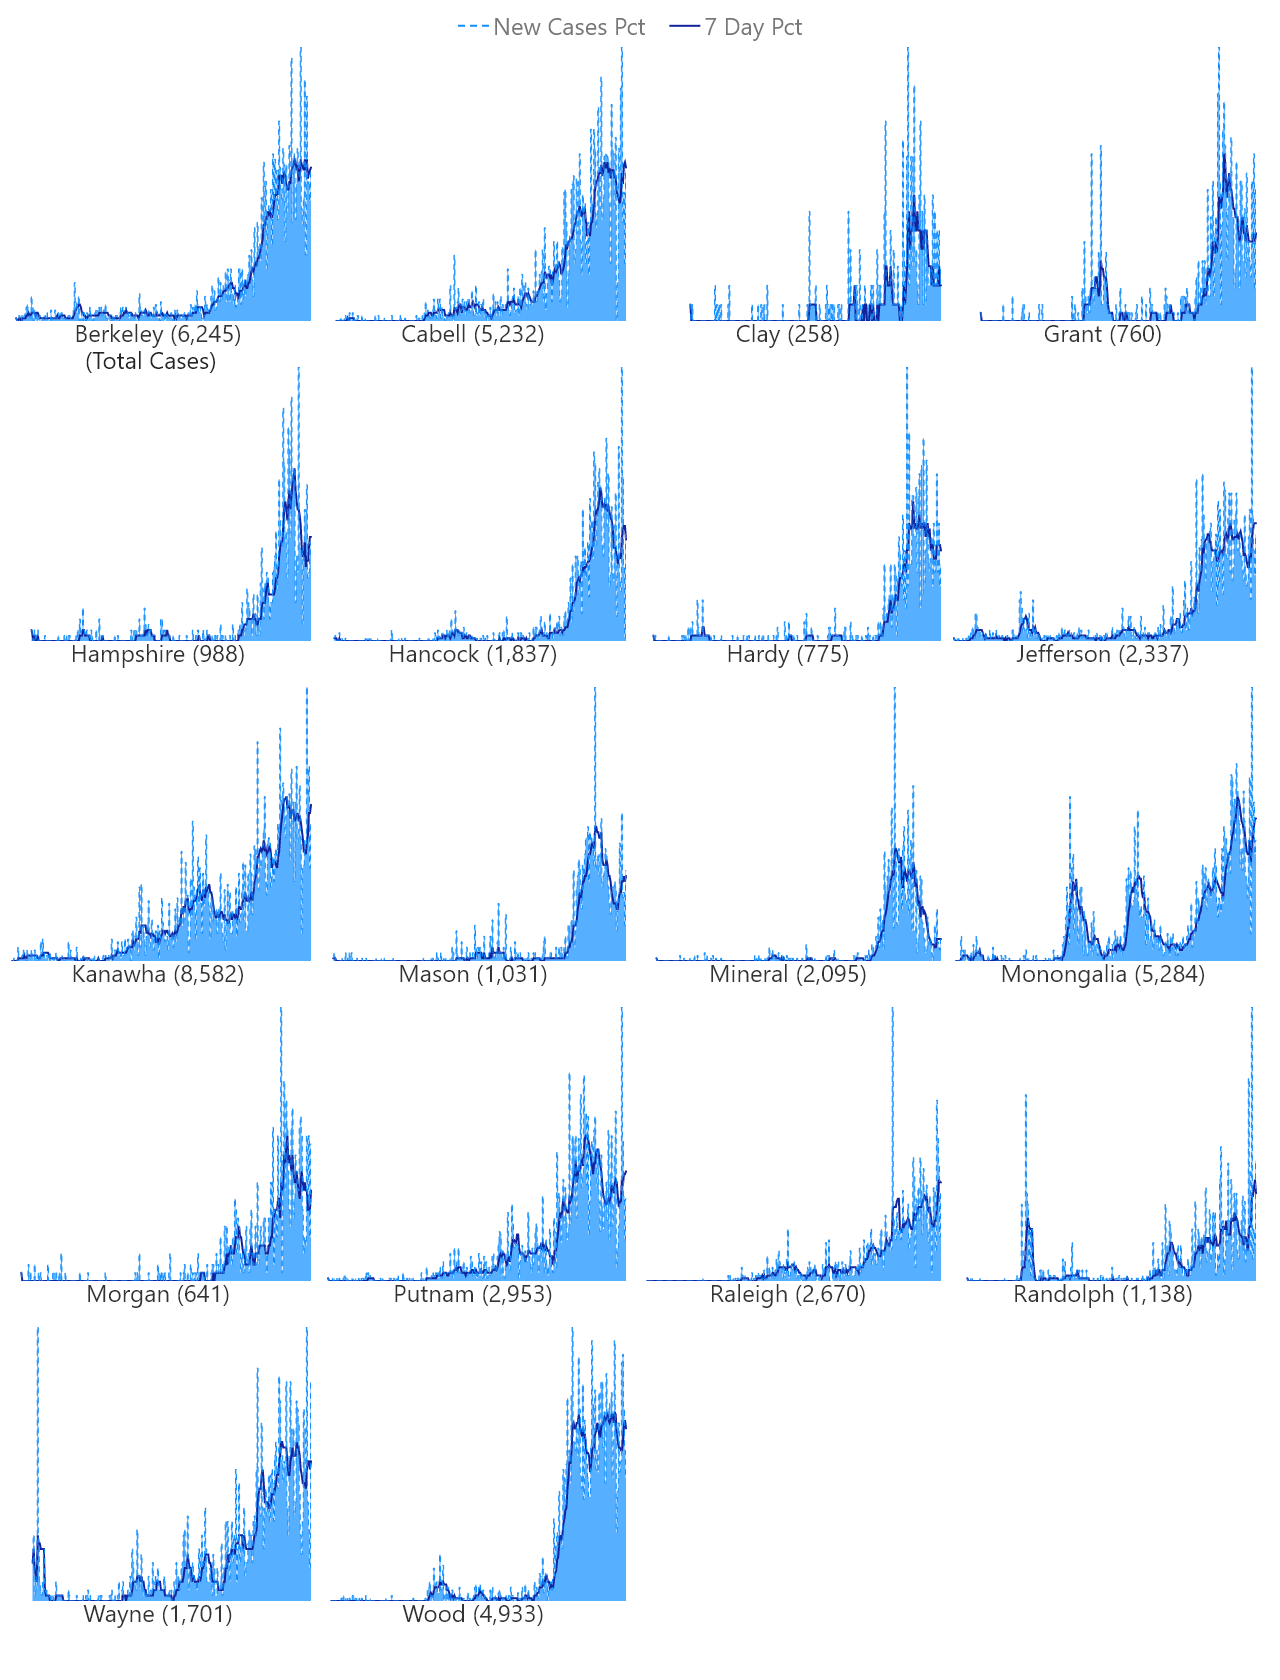 New Cases Pct 7 Day Pct
Berkeley (6,245) Cabell (5,232) Clay (258) Grant (760)
(Total Cases)
Hampshire (988) Hancock (1,837) Hardy (775) Jefferson (2,337)
Kanawha (8,582) Mason (1,031) Mineral (2,095) Monongalia (5,284)
Morgan (641) Putnam (2,953) Raleigh (2,670) Randolph (1,138)
Wayne (1,701) Wood (4,933)